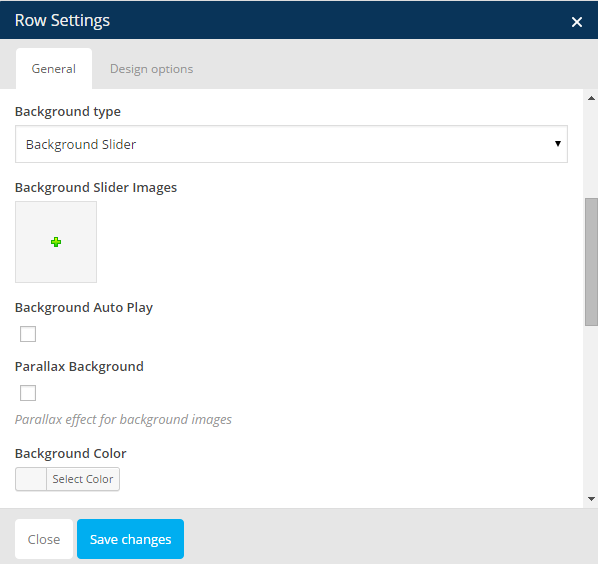 Row Settings
General Design options
Background type
Background Slider
Background Slider Images
Background Auto Play
Parallax Background
Parallax effect for background images
Background Color
Select Color
Close Save changes